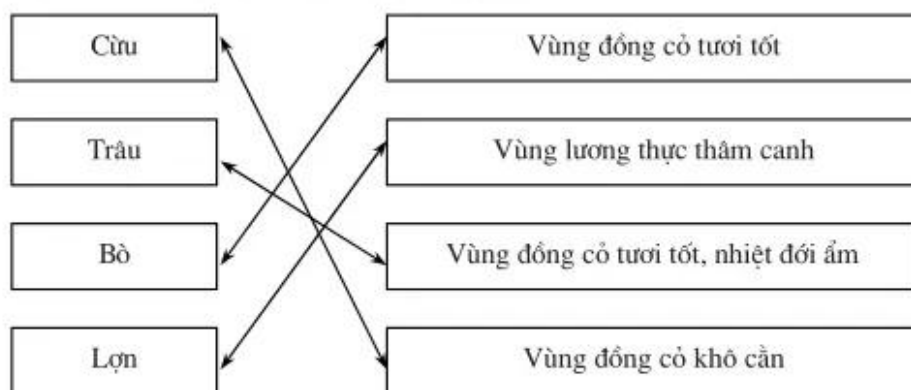 Cừu
Vùng đồng cỏ tươi tốt
Trâu
Vùng lương thực thâm canh
Bò
Vùng đồng cỏ tươi tốt, nhiệt đới ẩm
Lợn
Vùng đồng cỏ khô cằn